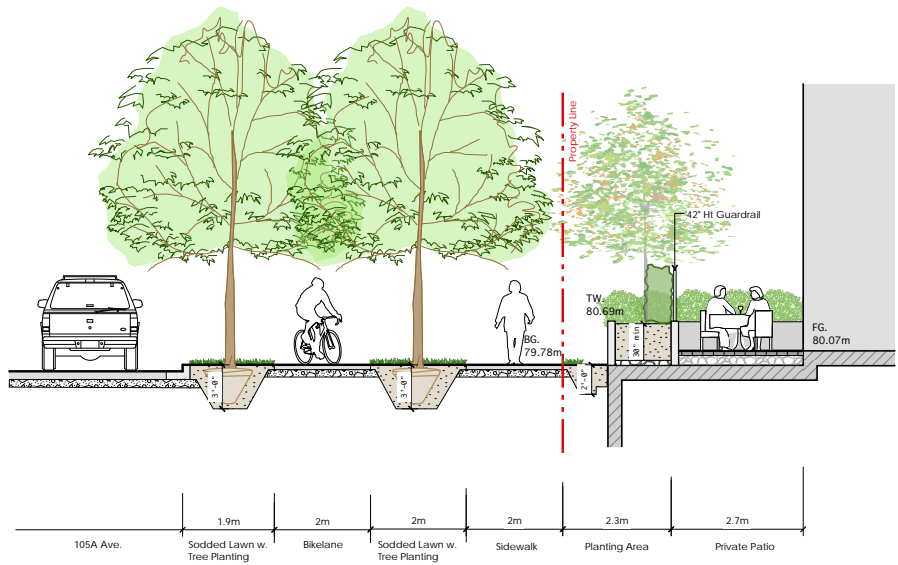 Property Line
42" Ht Guardrail
TW.
80.69m
BG.
79.78m
FG.
80.07m
30" min
3'-0"
3'-0"
2'-0"
1.9m
2m
2m
2m
2.3m
2.7m
105A Ave.
Sodded Lawn w.
Tree Planting
Bikelane
Sodded Lawn w.
Tree Planting
Sidewalk
Planting Area
Private Patio